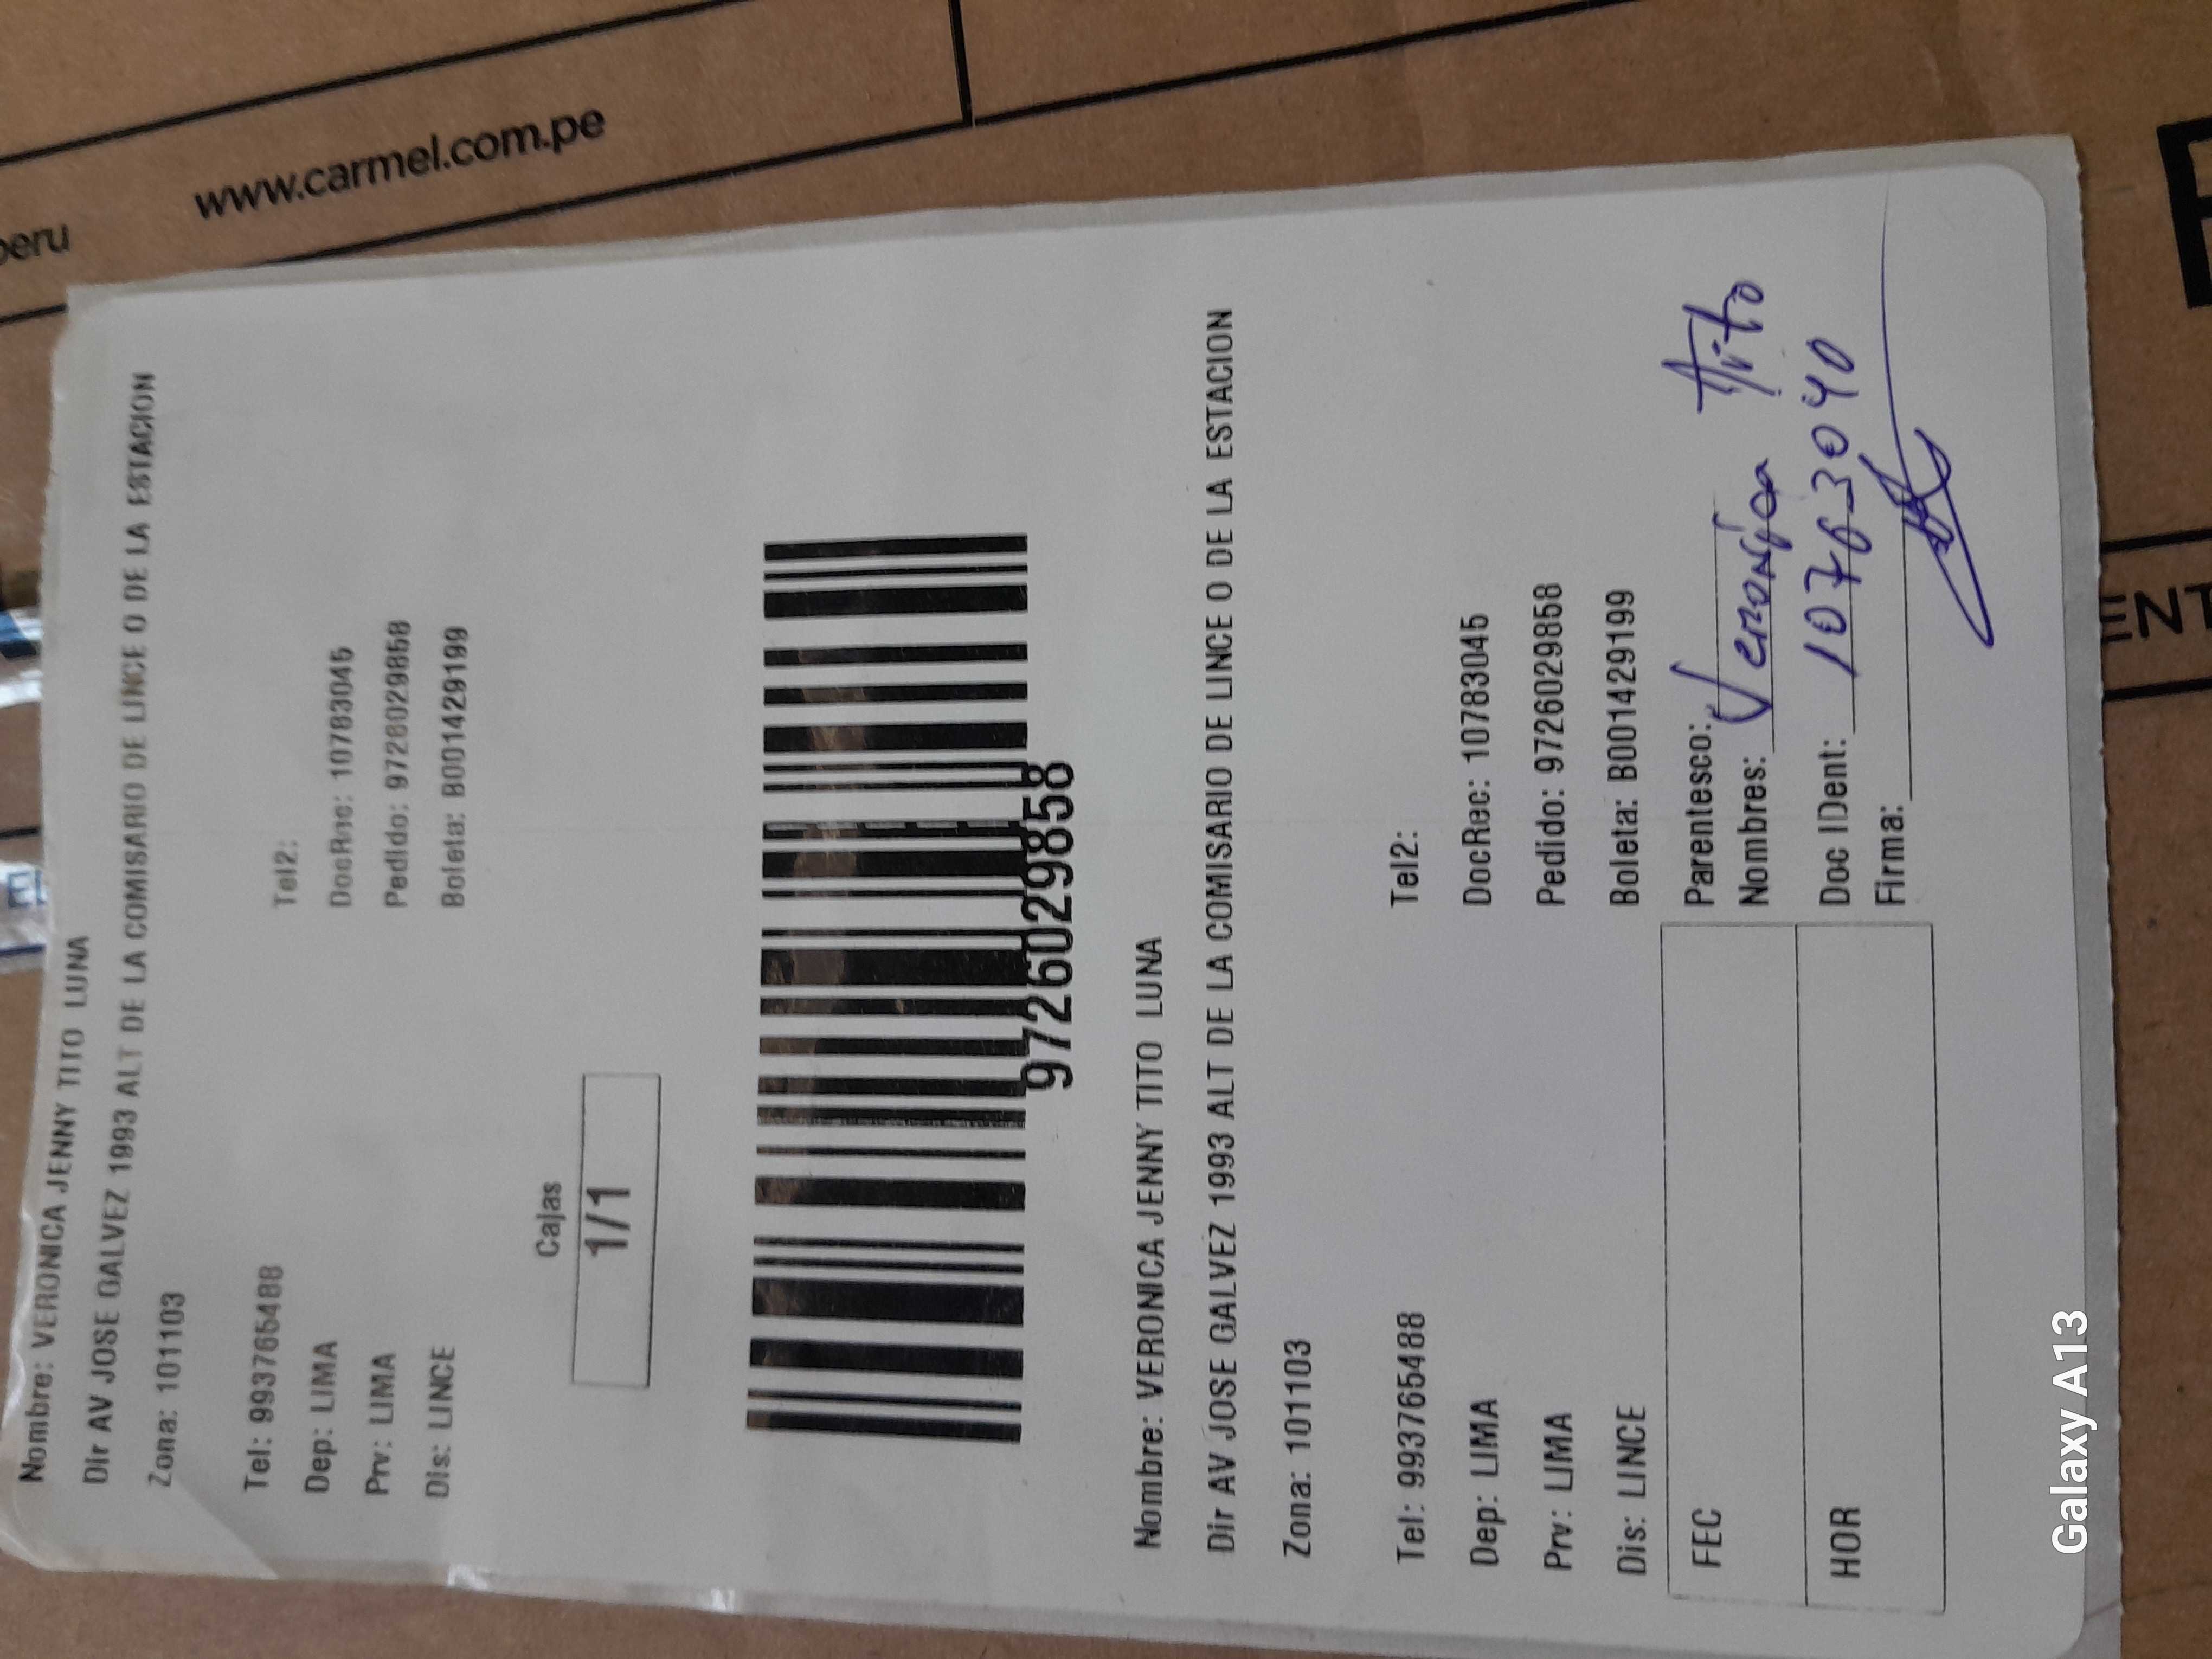 peru
www.carmel.com.pe
Nombre: VERONICA JENNY TITO LUNA
Dir AV JOSE GALVEZ 1993 ALT DE LA COMISARIO DE LINCE O DE LA ESTACION
Zona: 101103
Tel: 993765488 Tel2:
Dep: LIMA DocRec: 10783045
Prv: LIMA Pedido: 9726029858
Dis: LINCE Boleta: B001429199
Cajas
1/1
9726029858
Nombre: VERONICA JENNY TITO LUNA
Dir AV JOSE GALVEZ 1993 ALT DE LA COMISARIO DE LINCE O DE LA ESTACION
Zona: 101103
Tel: 993765488 Tel2:
Dep: LIMA DocRec: 10783045
Prv: LIMA Pedido: 9726029858
Dis: LINCE Boleta: B001429199
FEC Parentesco:
Nombres: Veronica Tito
HOR Doc IDent: 10763040
Firma:
ENT
Galaxy A13